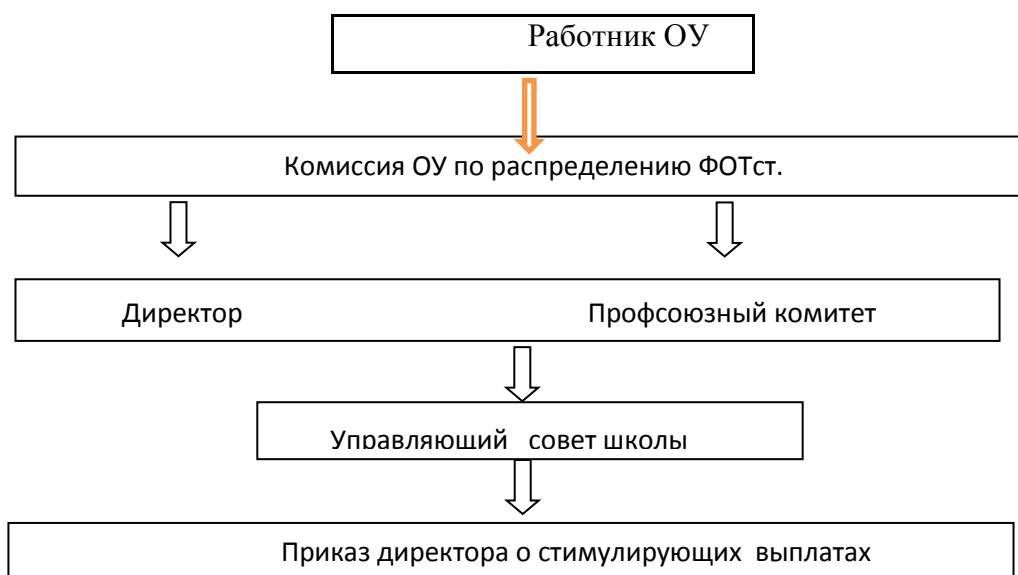 Работник ОУ
Комиссия ОУ по распределению ФОТст.
Директор Профсоюзный комитет
Управляющий совет школы
Приказ директора о стимулирующих выплатах